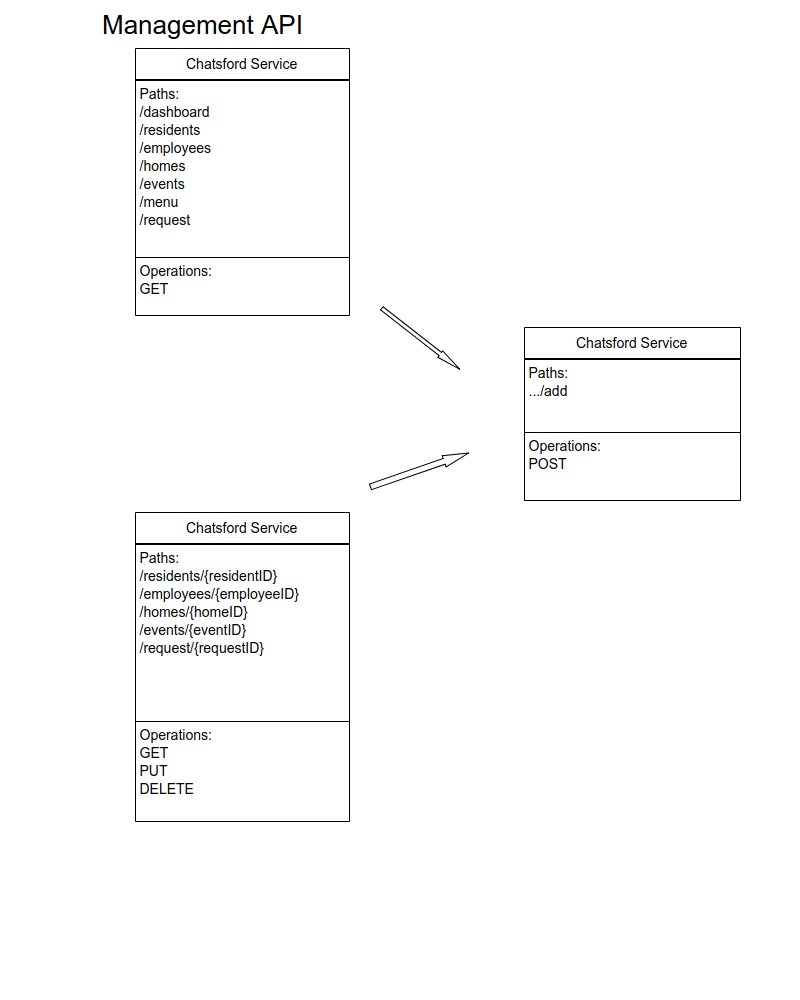 Management API
Chatsford Service
Paths:
/dashboard
/residents
/employees
/homes
/events
/menu
/request
Operations:
GET
Chatsford Service
Paths:
.../add
Operations:
POST
Chatsford Service
Paths:
/residents/{residentID}
/employees/{employeeID}
/homes/{homeID}
/events/{eventID}
/request/{requestID}
Operations:
GET
PUT
DELETE